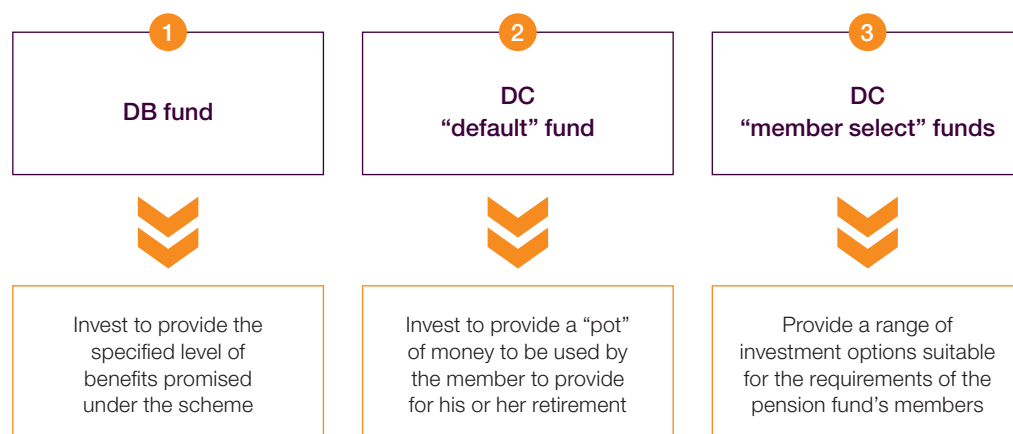 1
DB fund
Invest to provide the
specified level of
benefits promised
under the scheme
2
DC
“default” fund
Invest to provide a “pot”
of money to be used by
the member to provide
for his or her retirement
3
DC
“member select” funds
Provide a range of
investment options suitable
for the requirements of the
pension fund’s members